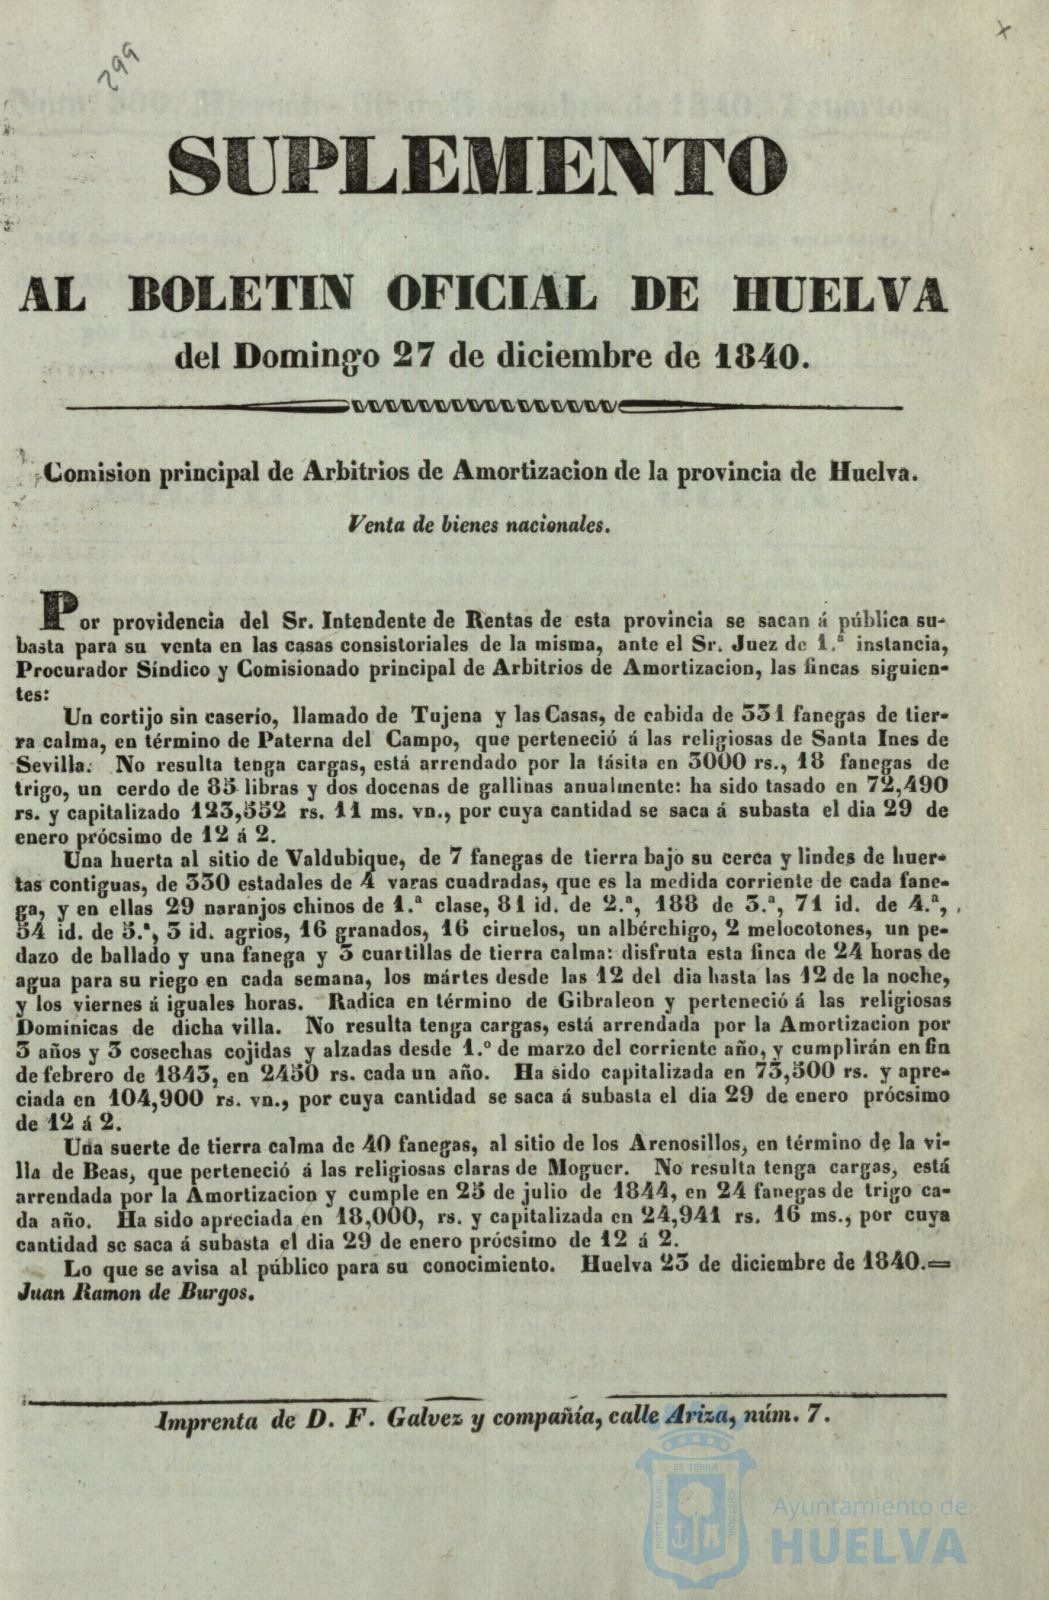 299
SUPLEMENTO
AL BOLETIN OFICIAL DE HUELVA
del Domingo 27 de diciembre de 1840.
Comision principal de Arbitrios de Amortizacion de la provincia de Huelva.
Venta de bienes nacionales.
Por providencia del Sr. Intendente de Rentas de esta provincia se sacan á pública su-
basta para su venta en las casas consistoriales de la misma, ante el Sr. Juez de 1.ª instancia,
Procurador Síndico y Comisionado principal de Arbitrios de Amortizacion, las fincas siguien-
tes:
Un cortijo sin caserío, llamado de Tujena y las Casas, de cabida de 331 fanegas de tier-
ra calma, en término de Paterna del Campo, que perteneció á las religiosas de Santa Ines de
Sevilla. No resulta tenga cargas, está arrendado por la tásita en 3000 rs., 18 fanegas de
trigo, un cerdo de 85 libras y dos docenas de gallinas anualmente: ha sido tasado en 72,490
rs. y capitalizado 123,552 rs. 11 ms. vn., por cuya cantidad se saca á subasta el dia 29 de
enero prócsimo de 12 á 2.
Una huerta al sitio de Valdubique, de 7 fanegas de tierra bajo su cerca y lindes de huer-
tas contiguas, de 330 estadales de 4 varas cuadradas, que es la medida corriente de cada fane-
ga, y en ellas 29 naranjos chinos de 1.ª clase, 81 id. de 2.ª, 188 de 3.ª, 71 id. de 4.ª,
54 id. de 5.ª, 3 id. agrios, 16 granados, 16 ciruelos, un albérchigo, 2 melocotones, un pe-
dazo de ballado y una fanega y 3 cuartillas de tierra calma: disfruta esta finca de 24 horas de
agua para su riego en cada semana, los mártes desde las 12 del dia hasta las 12 de la noche,
y los viernes á iguales horas. Radica en término de Gibraleon y perteneció á las religiosas
Domínicas de dicha villa. No resulta tenga cargas, está arrendada por la Amortizacion por
3 años y 3 cosechas cojidas y alzadas desde 1.º de marzo del corriente año, y cumplirán en fin
de febrero de 1843, en 2450 rs. cada un año. Ha sido capitalizada en 73,500 rs. y apre-
ciada en 104,900 rs. vn., por cuya cantidad se saca á subasta el dia 29 de enero prócsimo
de 12 á 2.
Una suerte de tierra calma de 40 fanegas, al sitio de los Arenosillos, en término de la vi-
lla de Beas, que perteneció á las religiosas claras de Moguer. No resulta tenga cargas, está
arrendada por la Amortizacion y cumple en 25 de julio de 1844, en 24 fanegas de trigo ca-
da año. Ha sido apreciada en 18,000, rs. y capitalizada en 24,941 rs. 16 ms., por cuya
cantidad se saca á subasta el dia 29 de enero prócsimo de 12 á 2.
Lo que se avisa al público para su conocimiento. Huelva 23 de diciembre de 1840.=
Juan Ramon de Burgos.
Imprenta de D. F. Galvez y compañía, calle Ariza, núm. 7.
PORTUS MARIS ET TERRÆ CUSTODIA
Ayuntamiento de
HUELVA